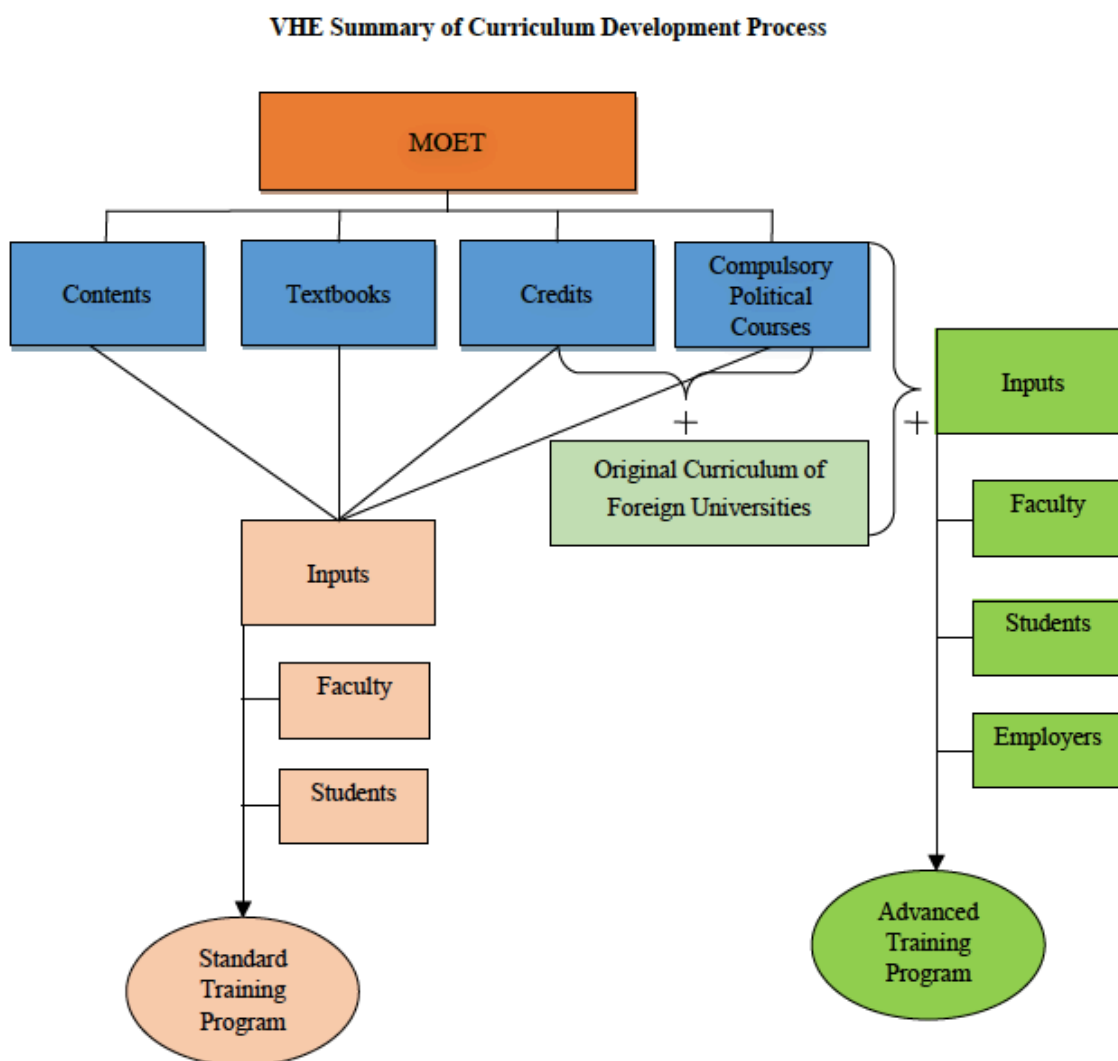 VHE Summary of Curriculum Development Process
MOET
Contents
Textbooks
Credits
Compulsory
Political
Courses
Inputs
+
+
Original Curriculum of
Foreign Universities
Faculty
Inputs
Students
Faculty
Employers
Students
Advanced
Training
Program
Standard
Training
Program